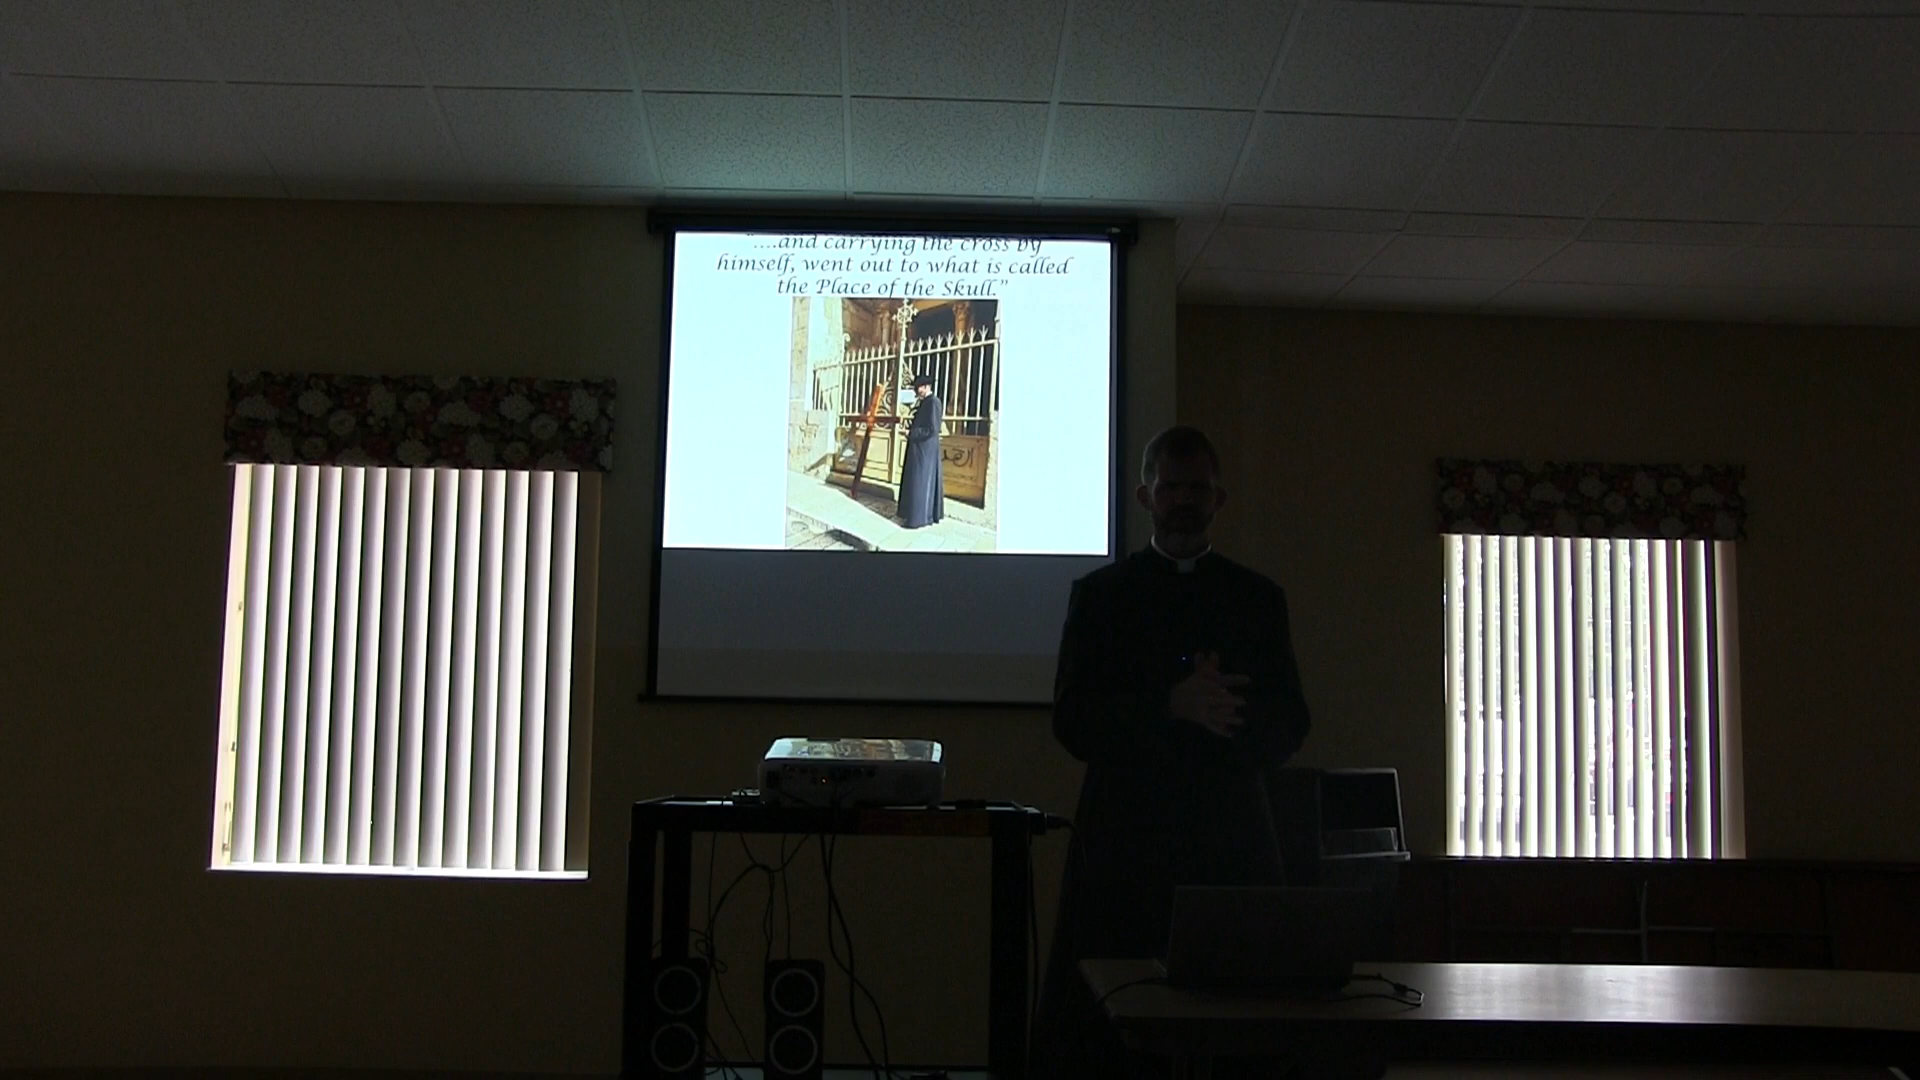 "....and carrying the cross by
himself, went out to what is called
the Place of the Skull."